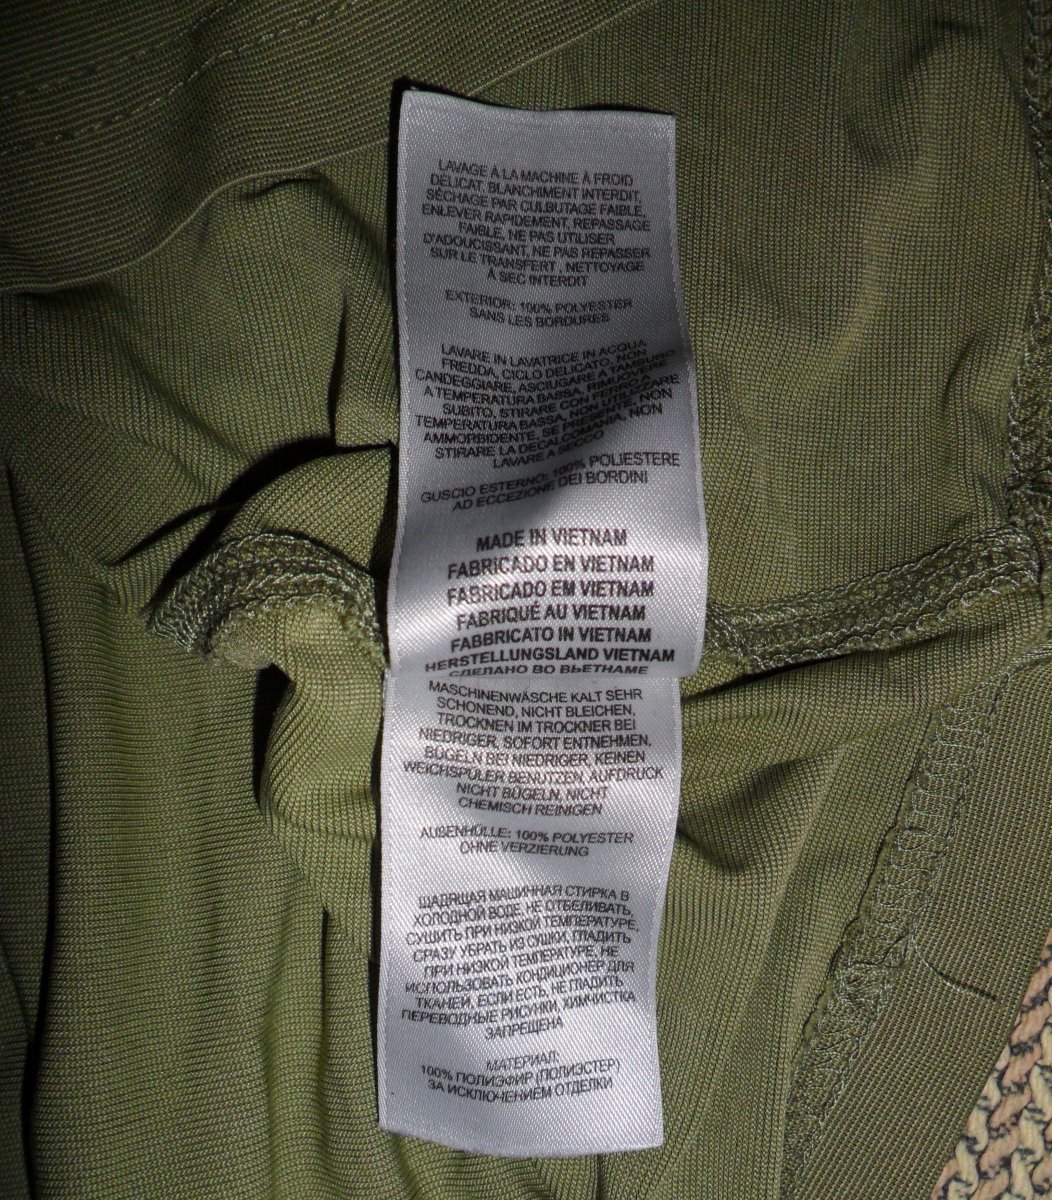 LAVAGE À LA MACHINE À FROID
DÉLICAT, BLANCHIMENT INTERDIT,
SÉCHAGE PAR CULBUTAGE FAIBLE,
ENLEVER RAPIDEMENT, REPASSAGE
FAIBLE, NE PAS UTILISER
D'ADOUCISSANT, NE PAS REPASSER
SUR LE TRANSFERT , NETTOYAGE
À SEC INTERDIT
EXTERIOR: 100% POLYESTER
SANS LES BORDURES
LAVARE IN LAVATRICE IN ACQUA
FREDDA, CICLO DELICATO, NON
CANDEGGIARE, ASCIUGARE A TAMBURO
A TEMPERATURA BASSA, RIMUOVERE
SUBITO, STIRARE CON FERRO A
TEMPERATURA BASSA, NON UTILIZZARE
AMMORBIDENTE, SE PRESENTE, NON
STIRARE LA DECALCOMANIA, NON
LAVARE A SECCO
GUSCIO ESTERNO: 100% POLIESTERE
AD ECCEZIONE DEI BORDINI
MADE IN VIETNAM
FABRICADO EN VIETNAM
FABRICADO EM VIETNAM
FABRIQUÉ AU VIETNAM
FABBRICATO IN VIETNAM
HERSTELLUNGSLAND VIETNAM
СДЕЛАНО ВО ВЬЕТНАМЕ
MASCHINENWÄSCHE KALT SEHR
SCHONEND, NICHT BLEICHEN,
TROCKNEN IM TROCKNER BEI
NIEDRIGER, SOFORT ENTNEHMEN,
BÜGELN BEI NIEDRIGER, KEINEN
WEICHSPÜLER BENUTZEN, AUFDRUCK
NICHT BÜGELN, NICHT
CHEMISCH REINIGEN
AUßENHÜLLE: 100% POLYESTER
OHNE VERZIERUNG
ЩАДЯЩАЯ МАШИННАЯ СТИРКА В
ХОЛОДНОЙ ВОДЕ, НЕ ОТБЕЛИВАТЬ,
СУШИТЬ ПРИ НИЗКОЙ ТЕМПЕРАТУРЕ,
СРАЗУ УБРАТЬ ИЗ СУШКИ, ГЛАДИТЬ
ПРИ НИЗКОЙ ТЕМПЕРАТУРЕ, НЕ
ИСПОЛЬЗОВАТЬ КОНДИЦИОНЕР ДЛЯ
ТКАНЕЙ, ЕСЛИ ЕСТЬ, НЕ ГЛАДИТЬ
ПЕРЕВОДНЫЕ РИСУНКИ, ХИМЧИСТКА
ЗАПРЕЩЕНА
МАТЕРИАЛ:
100% ПОЛИЭФИР (ПОЛИЭСТЕР)
ЗА ИСКЛЮЧЕНИЕМ ОТДЕЛКИ